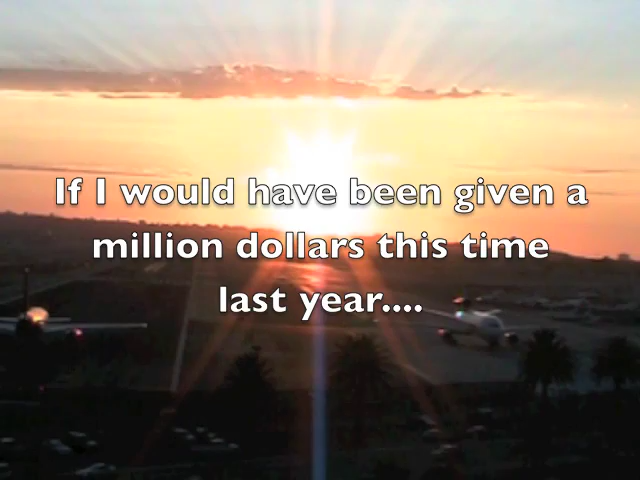 If I would have been given a
million dollars this time
last year....